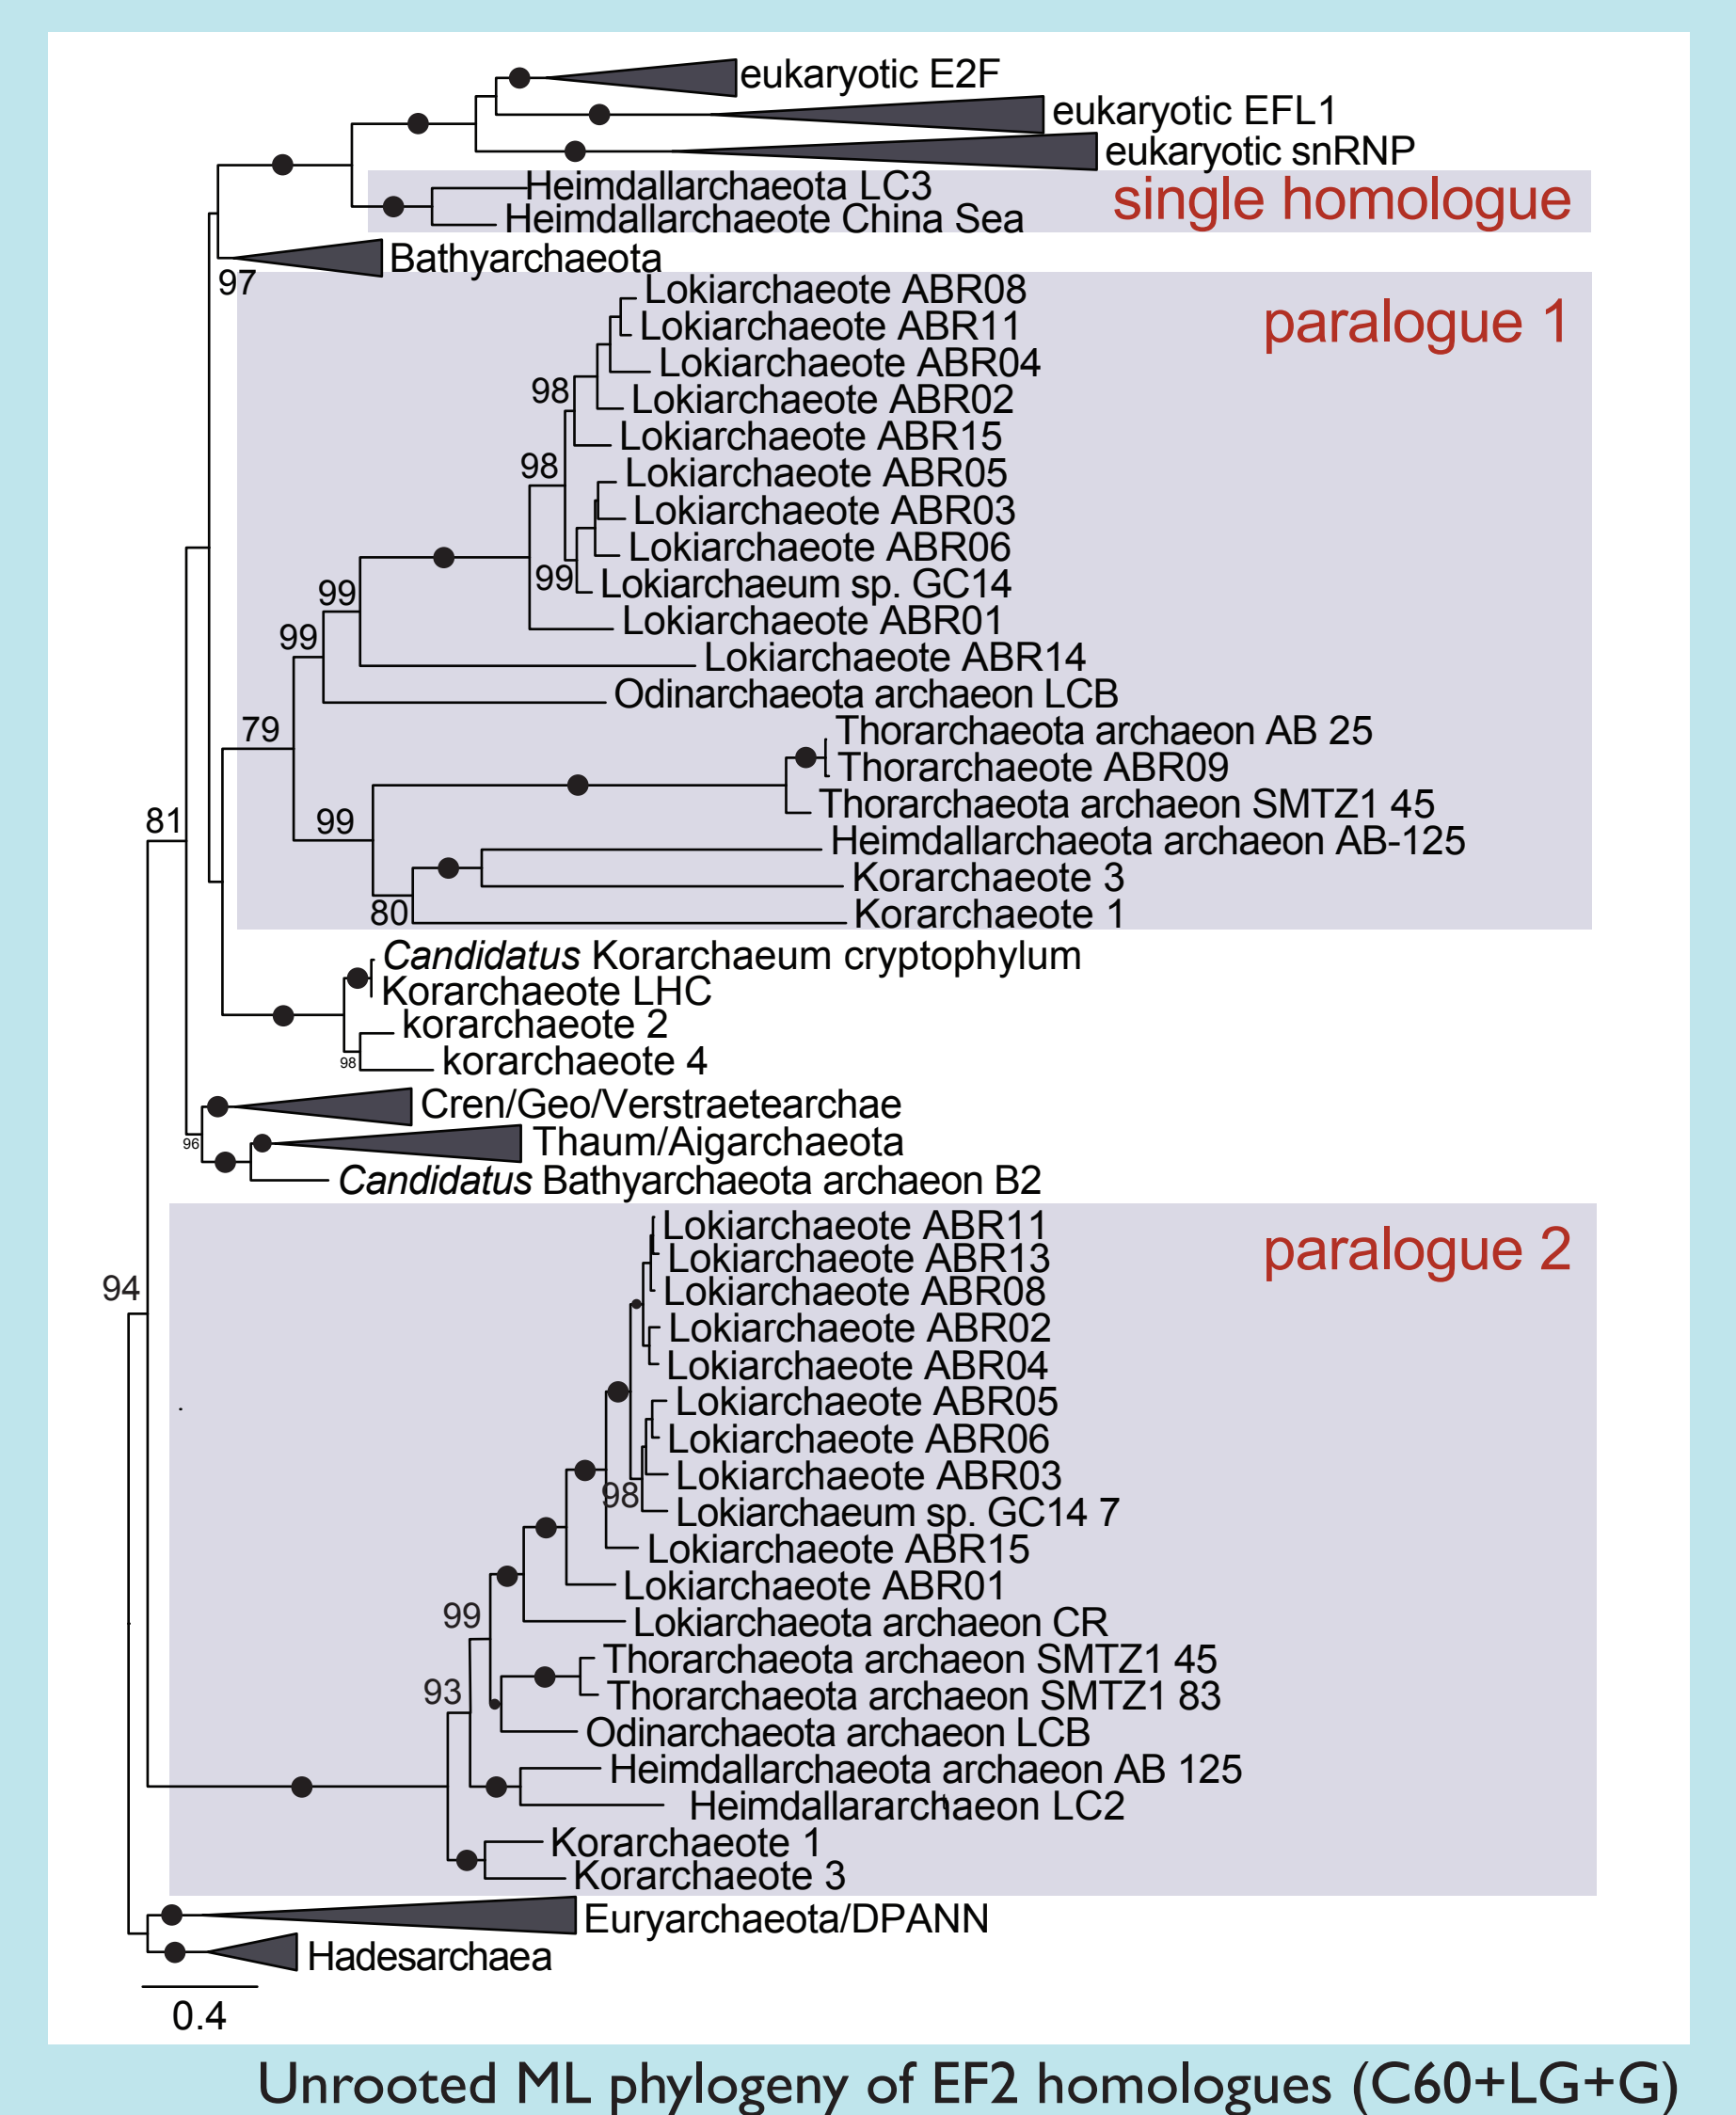 eukaryotic E2F
eukaryotic EFL1
eukaryotic snRNP
Heimdallarchaeota LC3
single homologue
Heimdallarchaeote China Sea
Bathyarchaeota
97
Lokiarchaeote ABR08
paralogue 1
Lokiarchaeote ABR11
Lokiarchaeote ABR04
98
Lokiarchaeote ABR02
Lokiarchaeote ABR15
98
Lokiarchaeote ABR05
Lokiarchaeote ABR03
Lokiarchaeote ABR06
99
Lokiarchaeum sp. GC14
99
Lokiarchaeote ABR01
99
Lokiarchaeote ABR14
Odinarchaeota archaeon LCB
79
Thorarchaeota archaeon AB 25
Thorarchaeote ABR09
Thorarchaeota archaeon SMTZ1 45
81
99
Heimdallarchaeota archaeon AB-125
Korarchaeote 3
80
Korarchaeote 1
Candidatus Korarchaeum cryptophylum
Korarchaeote LHC
korarchaeote 2
98
korarchaeote 4
Cren/Geo/Verstraetearchae
96
Thaum/Aigarchaeota
Candidatus Bathyarchaeota archaeon B2
Lokiarchaeote ABR11
paralogue 2
Lokiarchaeote ABR13
94
Lokiarchaeote ABR08
Lokiarchaeote ABR02
Lokiarchaeote ABR04
Lokiarchaeote ABR05
Lokiarchaeote ABR06
Lokiarchaeote ABR03
98
Lokiarchaeum sp. GC14 7
Lokiarchaeote ABR15
Lokiarchaeote ABR01
99
Lokiarchaeota archaeon CR
Thorarchaeota archaeon SMTZ1 45
93
Thorarchaeota archaeon SMTZ1 83
Odinarchaeota archaeon LCB
Heimdallarchaeota archaeon AB 125
Heimdallararchaeon LC2
Korarchaeote 1
Korarchaeote 3
Euryarchaeota/DPANN
Hadesarchaea
0.4
Unrooted ML phylogeny of EF2 homologues (C60+LG+G)